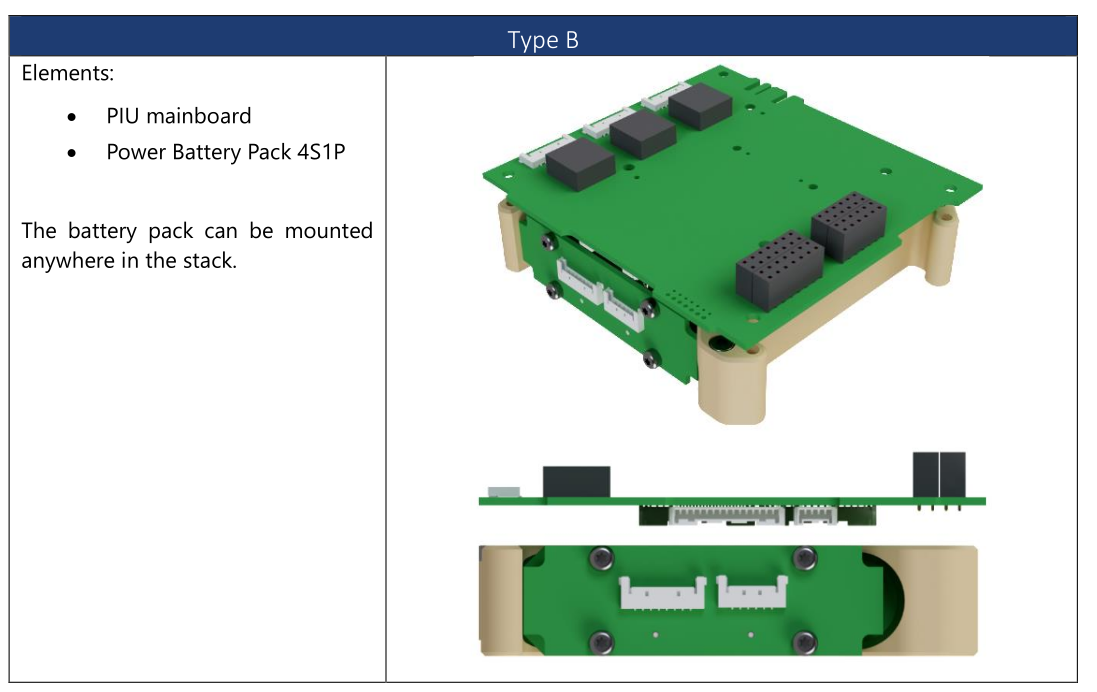 Type B
Elements:
• PIU mainboard
• Power Battery Pack 4S1P
The battery pack can be mounted
anywhere in the stack.